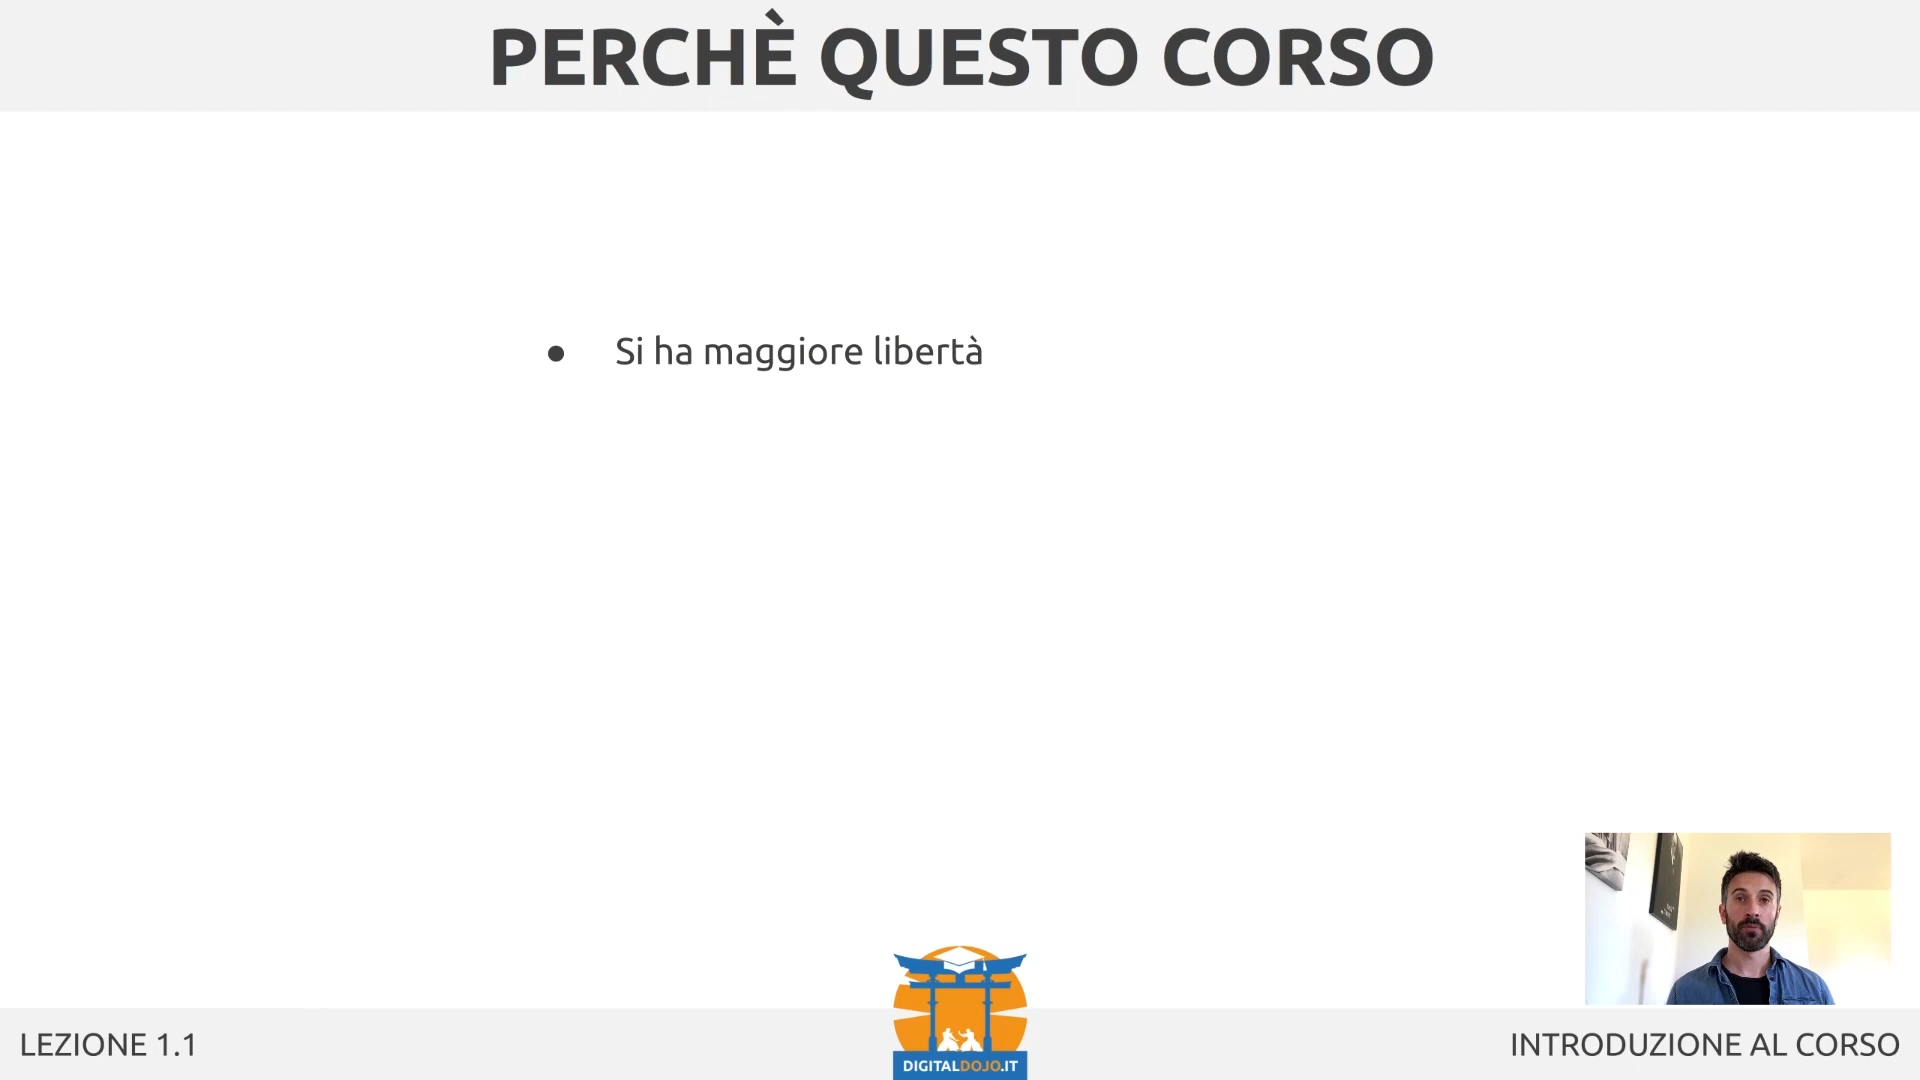 PERCHÈ QUESTO CORSO
● Si ha maggiore libertà
LEZIONE 1.1
DIGITALDOJO.IT
INTRODUZIONE AL CORSO